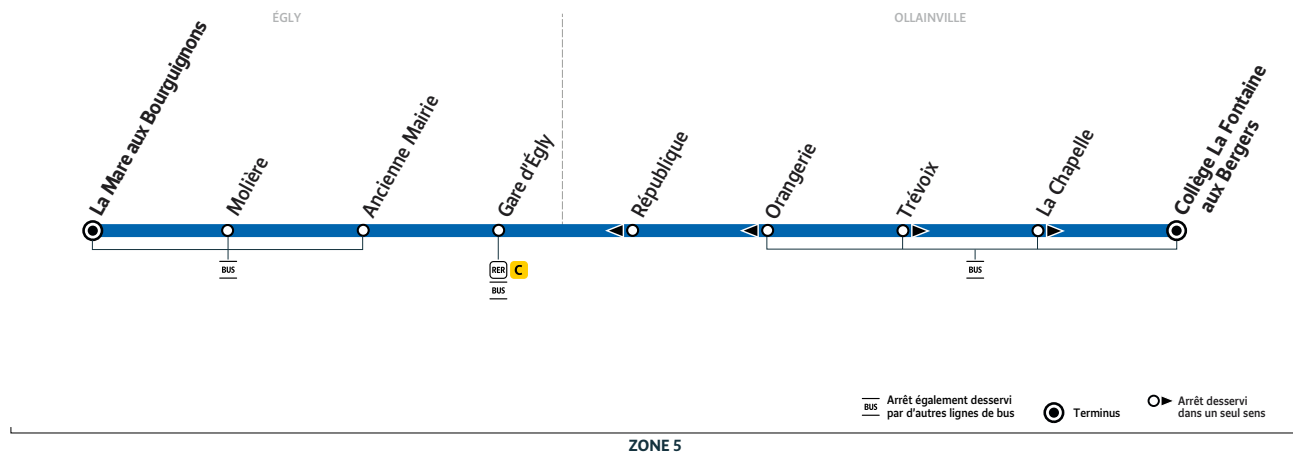 ÉGLY
OLLAINVILLE
La Mare aux Bourguignons
Molière
Ancienne Mairie
Gare d'Égly
République
Orangerie
Trévoix
La Chapelle
Collège La Fontaine
aux Bergers
BUS
RER C
BUS
BUS
BUS
Arrêt également desservi
par d'autres lignes de bus
Terminus
Arrêt desservi
dans un seul sens
ZONE 5